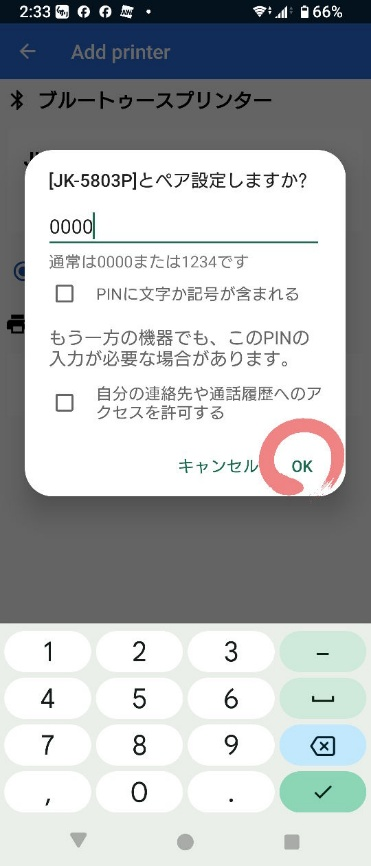 2:33 66%
Add printer
ブルートゥースプリンター
[JK-5803P]とペア設定しますか?
0000
通常は0000または1234です
PINに文字か記号が含まれる
もう一方の機器でも、このPINの
入力が必要な場合があります。
自分の連絡先や通話履歴へのア
クセスを許可する
キャンセル OK
1 2 3 –
4 5 6
7 8 9
, 0 .